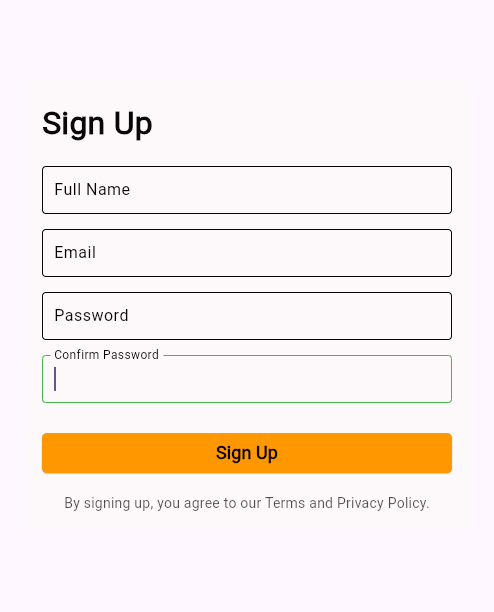 Sign Up
Full Name
Email
Password
Confirm Password
Sign Up
By signing up, you agree to our Terms and Privacy Policy.